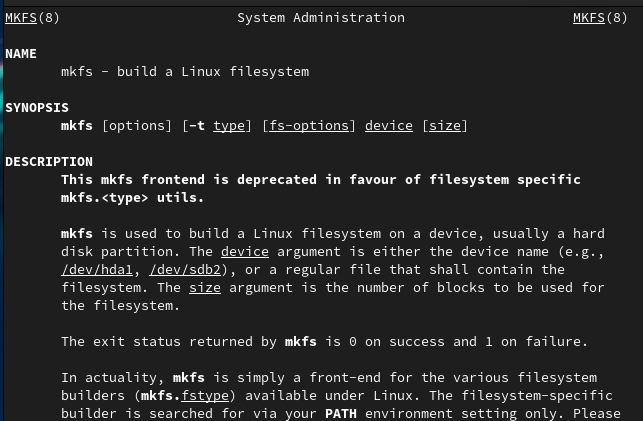 MKFS(8) System Administration MKFS(8)
NAME
mkfs - build a Linux filesystem
SYNOPSIS
mkfs [options] [-t type] [fs-options] device [size]
DESCRIPTION
This mkfs frontend is deprecated in favour of filesystem specific
mkfs.<type> utils.
mkfs is used to build a Linux filesystem on a device, usually a hard
disk partition. The device argument is either the device name (e.g.,
/dev/hda1, /dev/sdb2), or a regular file that shall contain the
filesystem. The size argument is the number of blocks to be used for
the filesystem.
The exit status returned by mkfs is 0 on success and 1 on failure.
In actuality, mkfs is simply a front-end for the various filesystem
builders (mkfs.fstype) available under Linux. The filesystem-specific
builder is searched for via your PATH environment setting only. Please